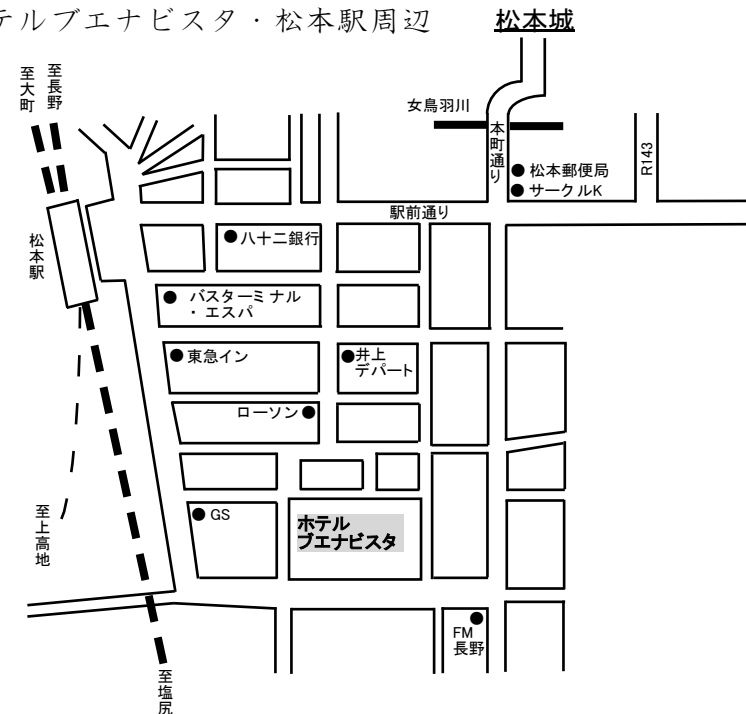 テルブエナビスタ・松本駅周辺
松本城
至大町
至長野
女鳥羽川
本町通り
R143
松本郵便局
サークルK
駅前通り
松本駅
八十二銀行
バスターミナル
・エスパ
東急イン
井上
デパート
ローソン
至上高地
GS
ホテル
ブエナビスタ
FM
長野
至塩尻